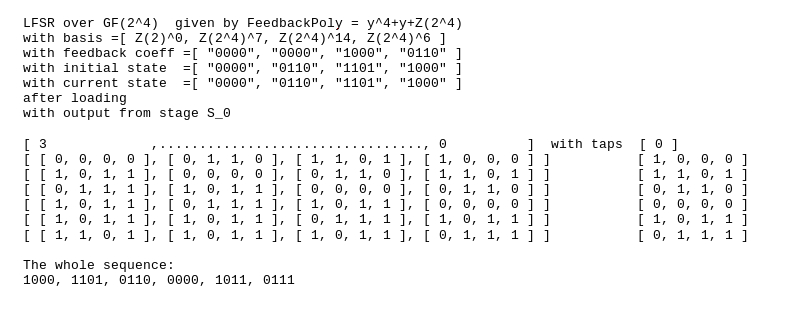 LFSR over GF(2^4)  given by FeedbackPoly = y^4+y+Z(2^4)
with basis =[ Z(2)^0, Z(2^4)^7, Z(2^4)^14, Z(2^4)^6 ]
with feedback coeff =[ "0000", "0000", "1000", "0110" ]
with initial state  =[ "0000", "0110", "1101", "1000" ]
with current state  =[ "0000", "0110", "1101", "1000" ]
after loading
with output from stage S_0

[ 3             ,................................., 0          ]  with taps  [ 0 ]
[ [ 0, 0, 0, 0 ], [ 0, 1, 1, 0 ], [ 1, 1, 0, 1 ], [ 1, 0, 0, 0 ] ]           [ 1, 0, 0, 0 ]
[ [ 1, 0, 1, 1 ], [ 0, 0, 0, 0 ], [ 0, 1, 1, 0 ], [ 1, 1, 0, 1 ] ]           [ 1, 1, 0, 1 ]
[ [ 0, 1, 1, 1 ], [ 1, 0, 1, 1 ], [ 0, 0, 0, 0 ], [ 0, 1, 1, 0 ] ]           [ 0, 1, 1, 0 ]
[ [ 1, 0, 1, 1 ], [ 0, 1, 1, 1 ], [ 1, 0, 1, 1 ], [ 0, 0, 0, 0 ] ]           [ 0, 0, 0, 0 ]
[ [ 1, 0, 1, 1 ], [ 1, 0, 1, 1 ], [ 0, 1, 1, 1 ], [ 1, 0, 1, 1 ] ]           [ 1, 0, 1, 1 ]
[ [ 1, 1, 0, 1 ], [ 1, 0, 1, 1 ], [ 1, 0, 1, 1 ], [ 0, 1, 1, 1 ] ]           [ 0, 1, 1, 1 ]

The whole sequence:
1000, 1101, 0110, 0000, 1011, 0111